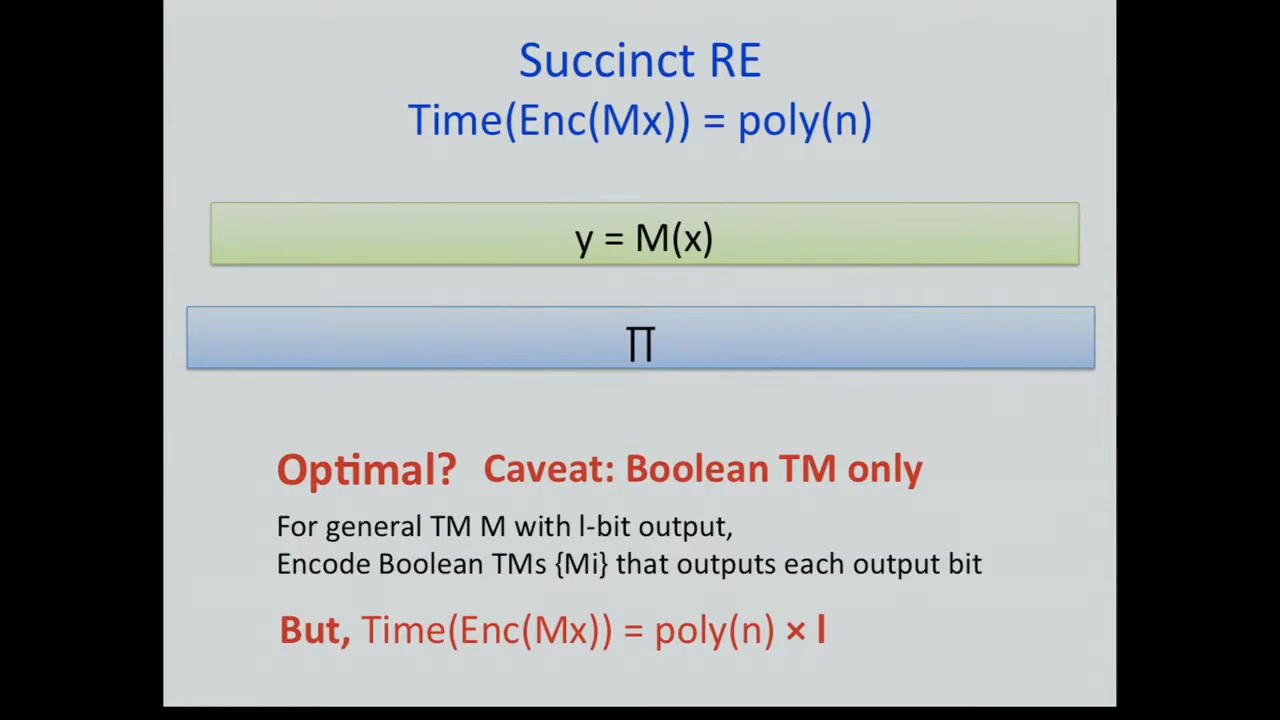 Succinct RE
Time(Enc(Mx)) = poly(n)
y = M(x)
∏
Optimal? Caveat: Boolean TM only
For general TM M with l-bit output,
Encode Boolean TMs {Mi} that outputs each output bit
But, Time(Enc(Mx)) = poly(n) × l